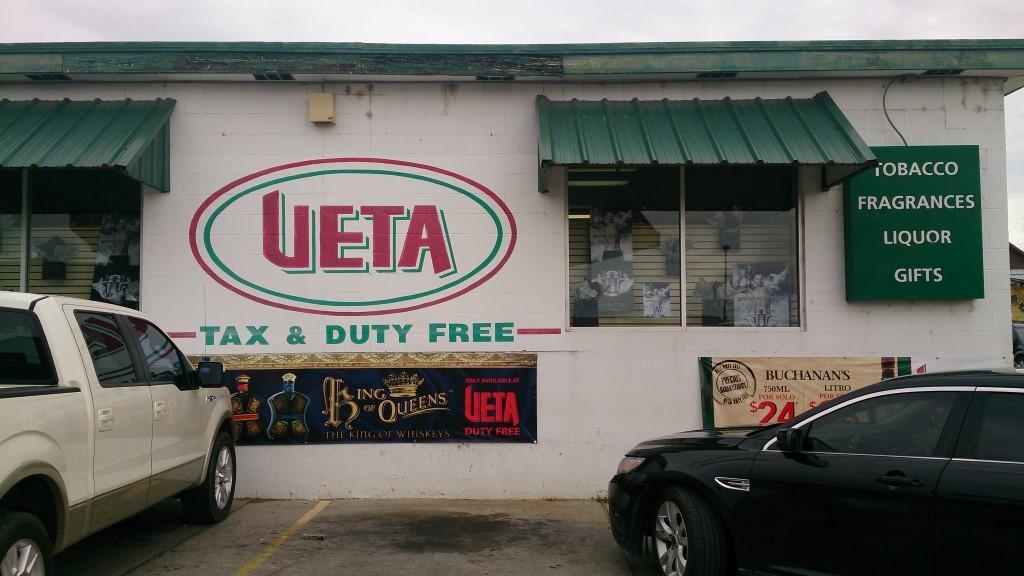 UETA
TAX & DUTY FREE
TOBACCO
FRAGRANCES
LIQUOR
GIFTS
KING
OF QUEENS
THE KING OF WHISKEYS
ONLY AVAILABLE AT
UETA
DUTY FREE
PRECIOS
BUCHANAN'S
750ML LITRO
POR SOLO POR
$24 $